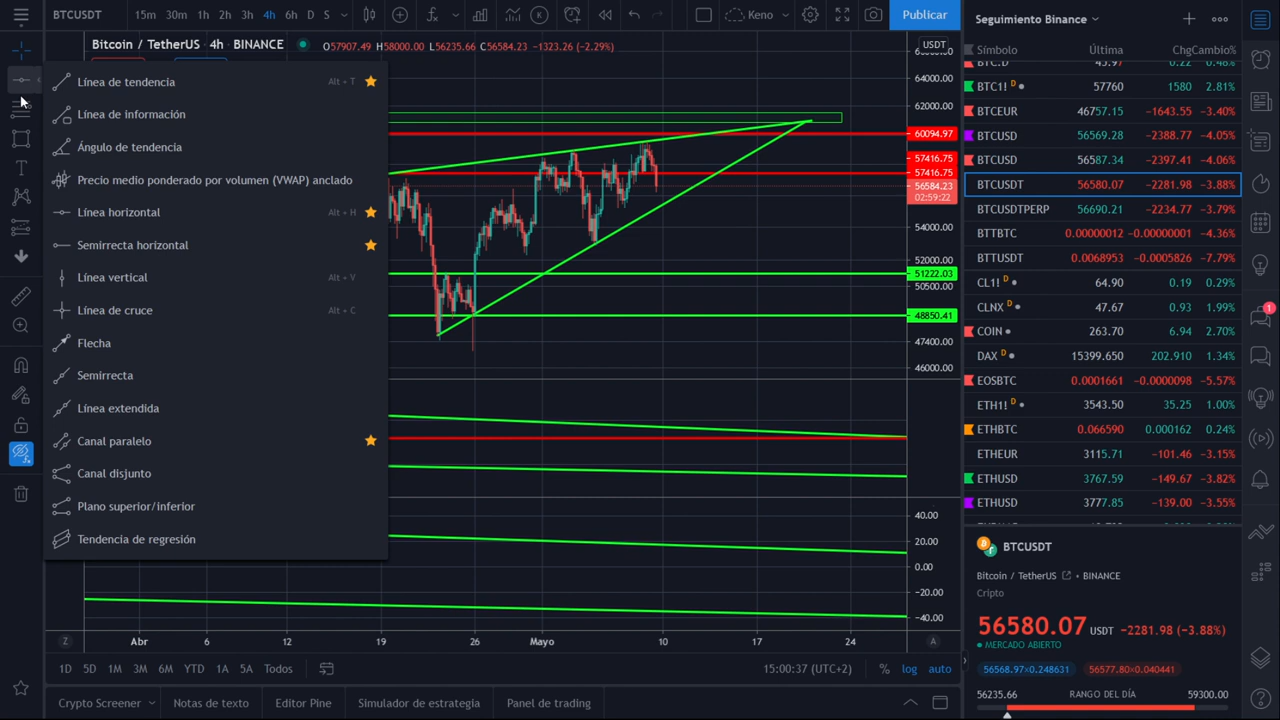 BTCUSDT 15m 30m 1h 2h 3h 4h 6h D S Keno Publicar
Bitcoin / TetherUS · 4h · BINANCE O57907.49 H58000.00 L56235.66 C56584.23 −1323.26 (−2.29%)
USDT
Línea de tendencia Alt + T
Línea de información
Ángulo de tendencia
Precio medio ponderado por volumen (VWAP) anclado
Línea horizontal Alt + H
Semirrecta horizontal
Línea vertical Alt + V
Línea de cruce Alt + C
Flecha
Semirrecta
Línea extendida
Canal paralelo
Canal disjunto
Plano superior/inferior
Tendencia de regresión
64000.00
62000.00
60094.97
57416.75
57416.75
56584.23
02:59:22
54000.00
52000.00
51222.03
50500.00
48850.41
47400.00
46000.00
40.00
20.00
0.00
−20.00
−40.00
Z Abr 6 12 19 26 Mayo 10 17 24 A
1D 5D 1M 3M 6M YTD 1A 5A Todos 15:00:37 (UTC+2) % log auto
Crypto Screener Notas de texto Editor Pine Simulador de estrategia Panel de trading
Seguimiento Binance
Símbolo Última Chg Cambio%
BTC1! D 57760 1580 2.81%
BTCEUR 46757.15 −1643.55 −3.40%
BTCUSD 56569.28 −2388.77 −4.05%
BTCUSD 56587.34 −2397.41 −4.06%
BTCUSDT 56580.07 −2281.98 −3.88%
BTCUSDTPERP 56690.21 −2234.77 −3.79%
BTTBTC 0.00000012 −0.00000001 −4.36%
BTTUSDT 0.0068953 −0.0005826 −7.79%
CL1! D 64.90 0.19 0.29%
CLNX 47.67 0.93 1.99%
COIN 263.70 6.94 2.70%
DAX D 15399.650 202.910 1.34%
EOSBTC 0.0001661 −0.0000098 −5.57%
ETH1! D 3543.50 35.25 1.00%
ETHBTC 0.066590 0.000162 0.24%
ETHEUR 3115.71 −101.46 −3.15%
ETHUSD 3767.59 −149.67 −3.82%
ETHUSD 3777.85 −139.00 −3.55%
1
BTCUSDT
Bitcoin / TetherUS • BINANCE
Cripto
56580.07 USDT −2281.98 (−3.88%)
MERCADO ABIERTO
56568.97×0.248631 56577.80×0.040441
56235.66 RANGO DEL DÍA 59300.00